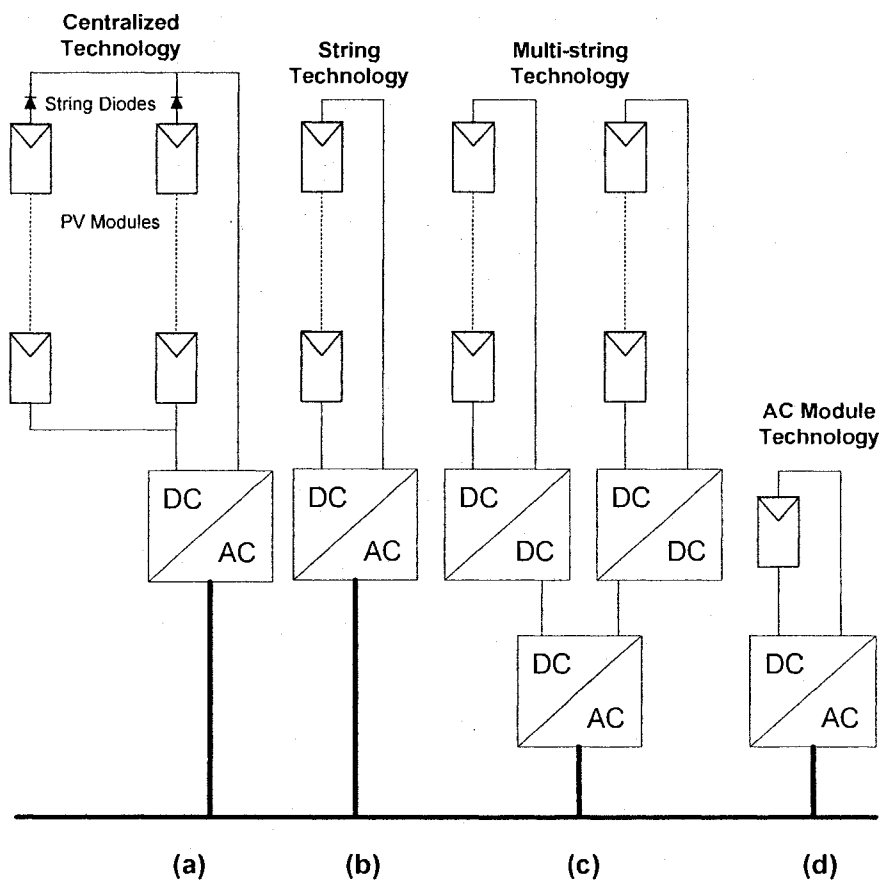 Centralized
Technology
String
Technology
Multi-string
Technology
String Diodes
PV Modules
AC Module
Technology
DC
AC
DC
AC
DC
DC
DC
DC
DC
AC
DC
AC
(a)
(b)
(c)
(d)